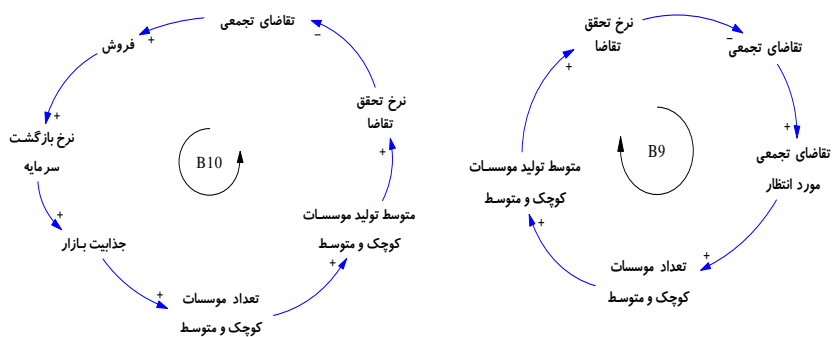 تقاضای تجمعی
+
فروش
+
نرخ بازگشت
سرمایه
+
جذابیت بازار
+
تعداد موسسات
کوچک و متوسط
+
متوسط تولید موسسات
کوچک و متوسط
+
نرخ تحقق
تقاضا
–
B10
نرخ تحقق
تقاضا
–
تقاضای تجمعی
+
تقاضای تجمعی
مورد انتظار
+
تعداد موسسات
کوچک و متوسط
+
متوسط تولید موسسات
کوچک و متوسط
+
B9